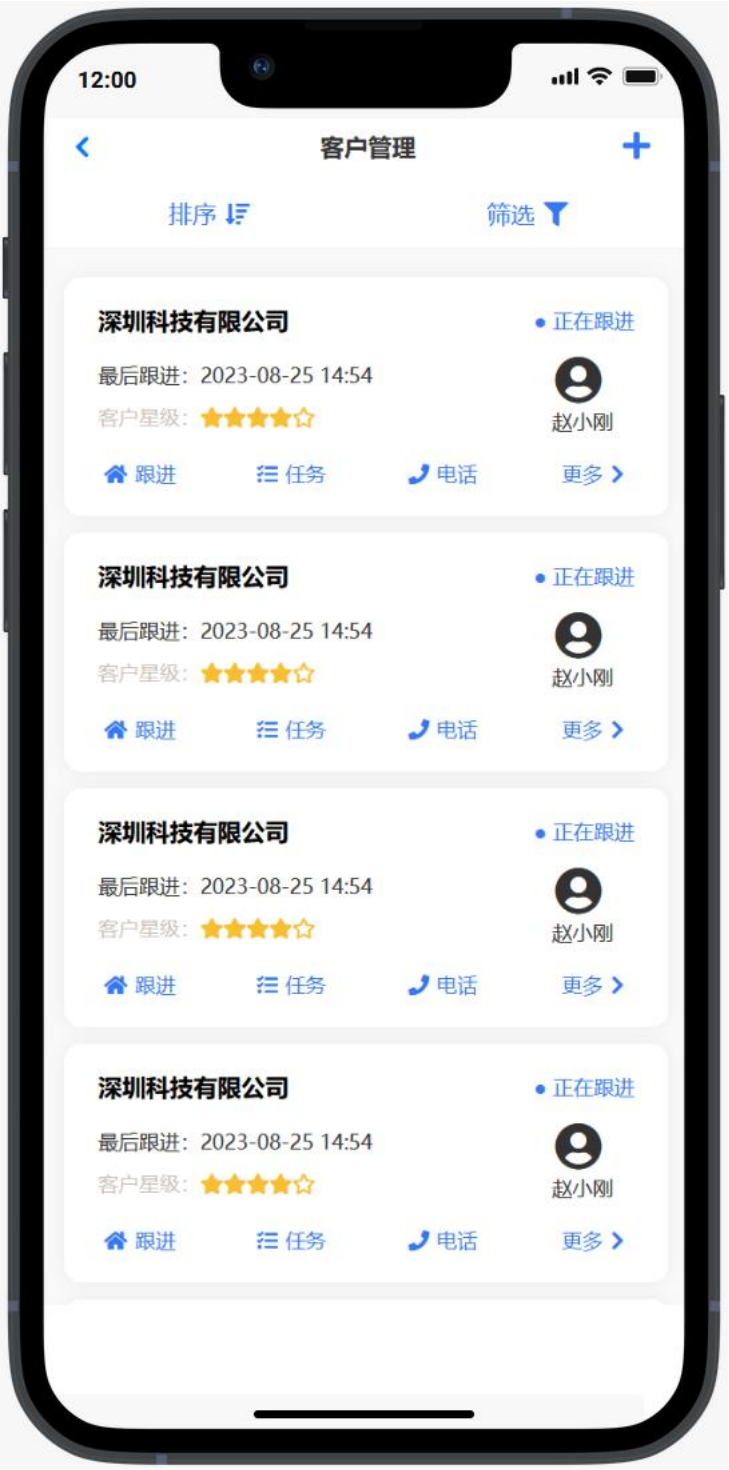 12:00
客户管理
排序 筛选
深圳科技有限公司 正在跟进
最后跟进：2023-08-25 14:54
客户星级： 赵小刚
跟进 任务 电话 更多
深圳科技有限公司 正在跟进
最后跟进：2023-08-25 14:54
客户星级： 赵小刚
跟进 任务 电话 更多
深圳科技有限公司 正在跟进
最后跟进：2023-08-25 14:54
客户星级： 赵小刚
跟进 任务 电话 更多
深圳科技有限公司 正在跟进
最后跟进：2023-08-25 14:54
客户星级： 赵小刚
跟进 任务 电话 更多